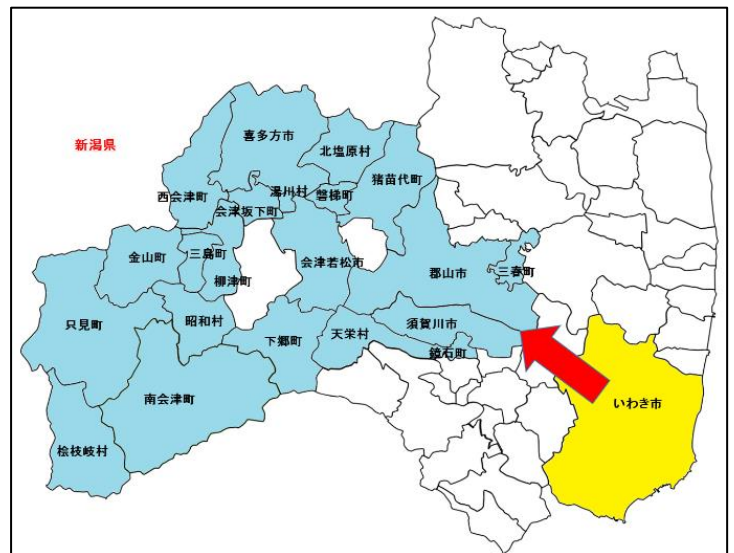 喜多方市
新潟県
北塩原村
猪苗代町
湯川村
磐梯町
西会津町
会津坂下町
三島町
金山町
会津若松市
郡山市
三春町
柳津町
只見町
昭和村
下郷町
天栄村
須賀川市
鏡石町
南会津町
いわき市
桧枝岐村